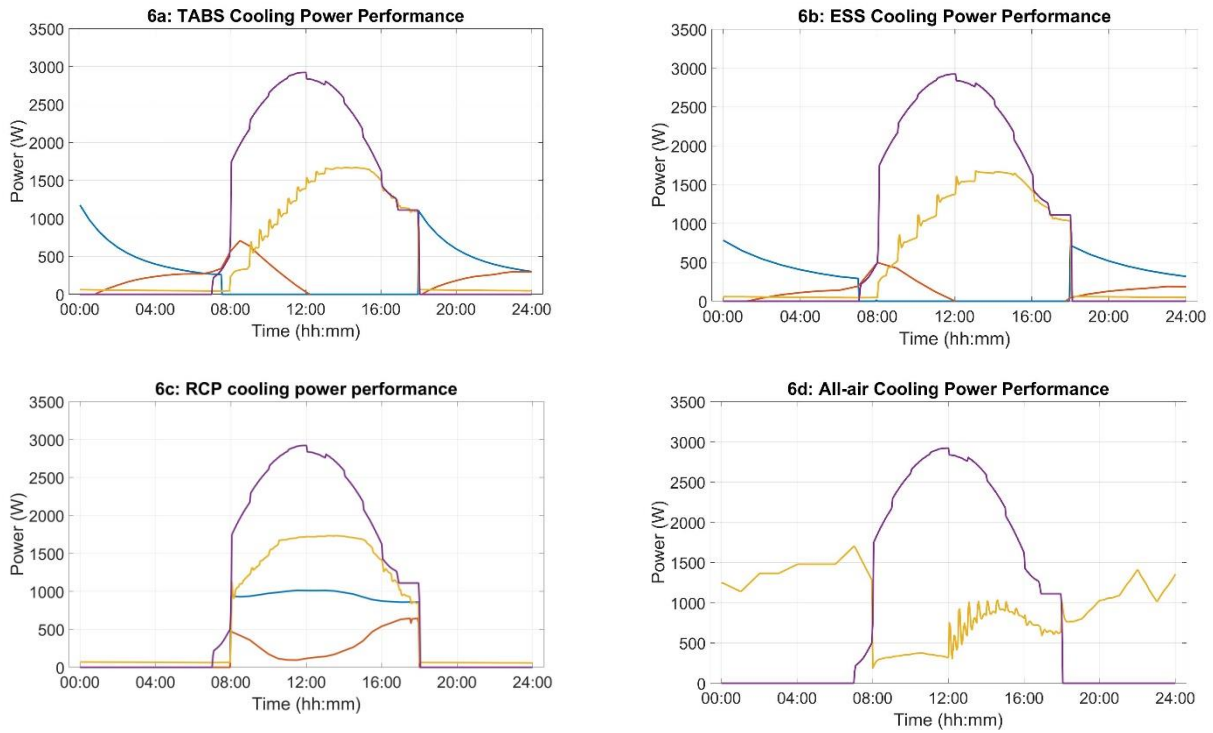 6a: TABS Cooling Power Performance
3500
3000
2500
2000
1500
1000
500
0
Power (W)
00:00 04:00 08:00 12:00 16:00 20:00 24:00
Time (hh:mm)
6b: ESS Cooling Power Performance
3500
3000
2500
2000
1500
1000
500
0
Power (W)
00:00 04:00 08:00 12:00 16:00 20:00 24:00
Time (hh:mm)
6c: RCP cooling power performance
3500
3000
2500
2000
1500
1000
500
0
Power (W)
00:00 04:00 08:00 12:00 16:00 20:00 24:00
Time (hh:mm)
6d: All-air Cooling Power Performance
3500
3000
2500
2000
1500
1000
500
0
Power (W)
00:00 04:00 08:00 12:00 16:00 20:00 24:00
Time (hh:mm)